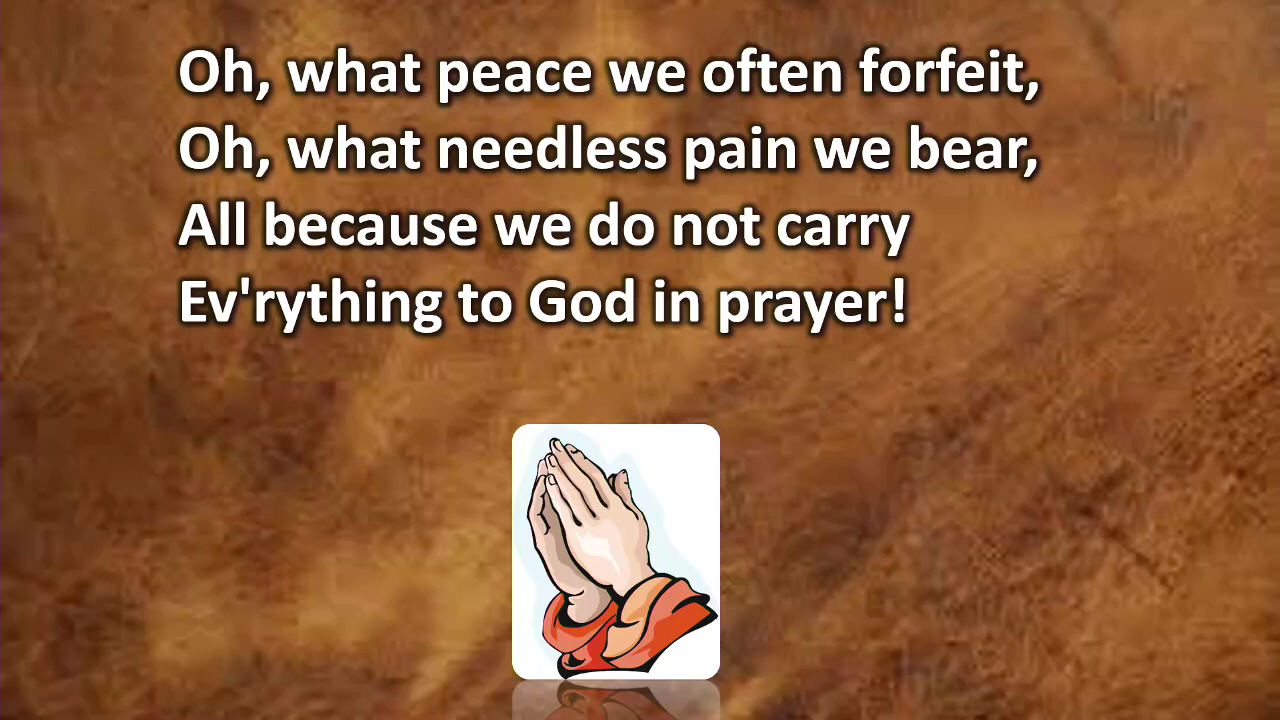 Oh, what peace we often forfeit,
Oh, what needless pain we bear,
All because we do not carry
Ev'rything to God in prayer!